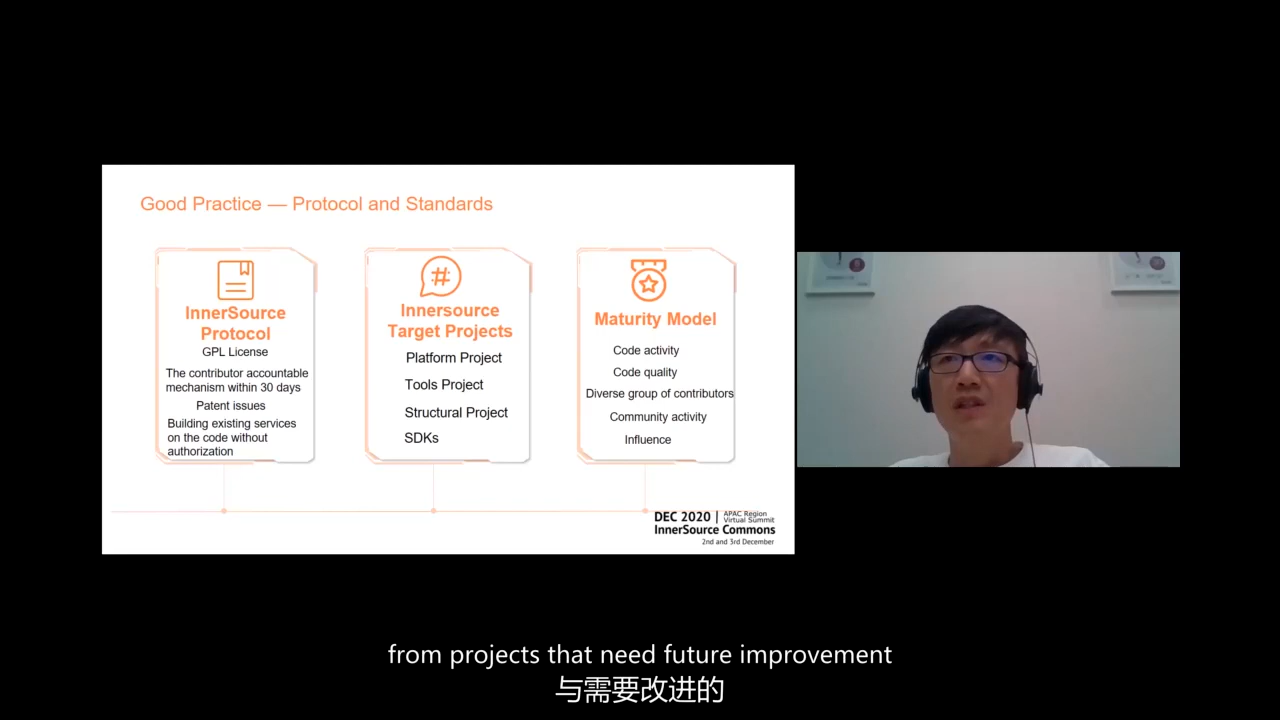 Good Practice — Protocol and Standards
InnerSource
Protocol
GPL License
The contributor accountable
mechanism within 30 days
Patent issues
Building existing services
on the code without
authorization
Innersource
Target Projects
Platform Project
Tools Project
Structural Project
SDKs
Maturity Model
Code activity
Code quality
Diverse group of contributors
Community activity
Influence
DEC 2020 | APAC Region
Virtual Summit
InnerSource Commons
2nd and 3rd December
from projects that need future improvement
与需要改进的